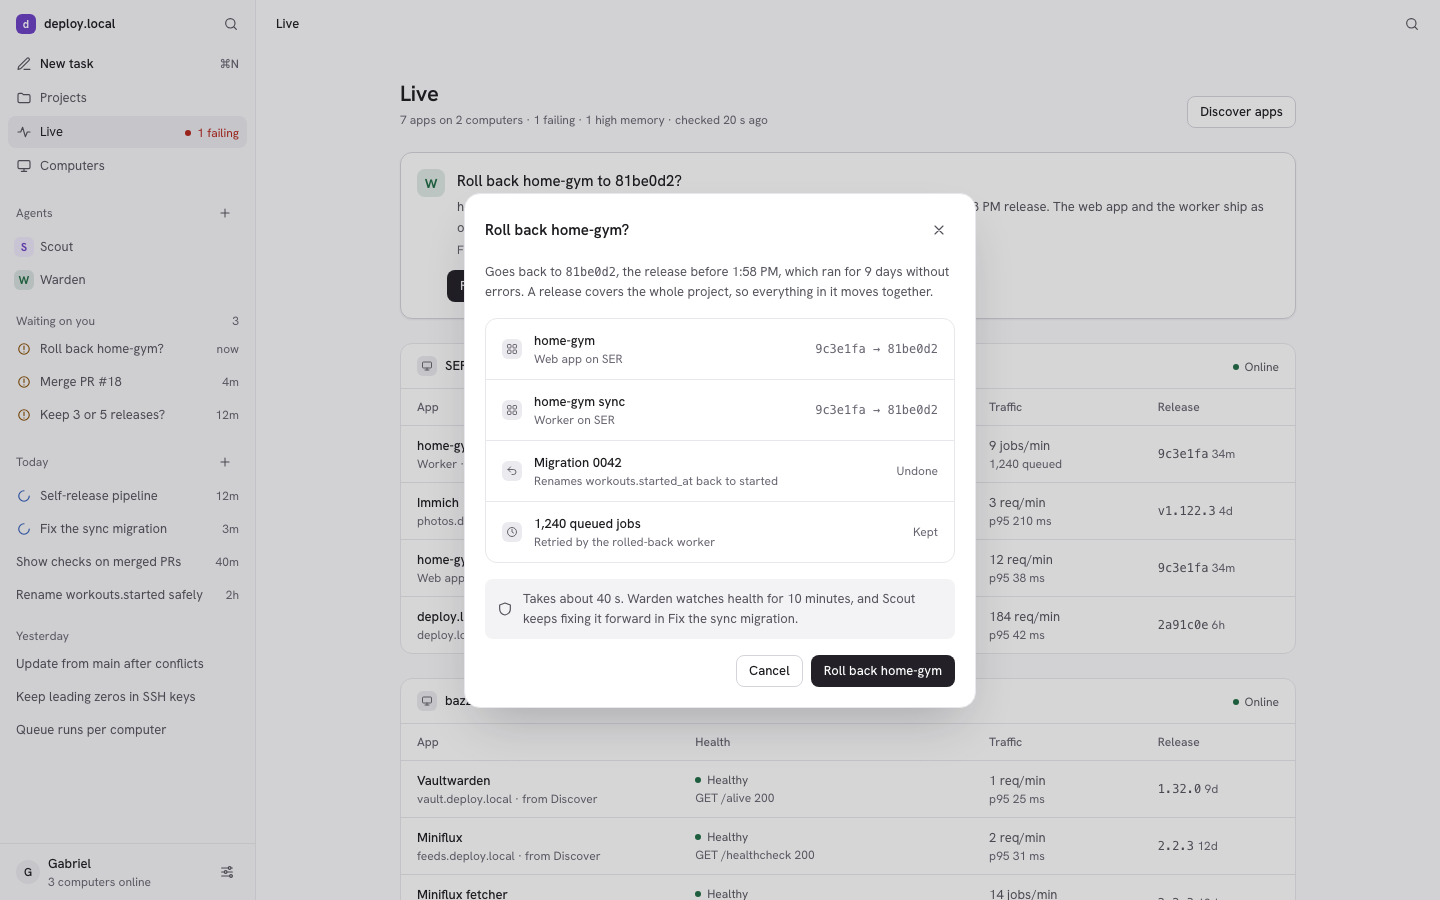 d deploy.local
New task ⌘N
Projects
Live 1 failing
Computers
Agents
S Scout
W Warden
Waiting on you 3
Roll back home-gym? now
Merge PR #18 4m
Keep 3 or 5 releases? 12m
Today
Self-release pipeline 12m
Fix the sync migration 3m
Show checks on merged PRs 40m
Rename workouts.started safely 2h
Yesterday
Update from main after conflicts
Keep leading zeros in SSH keys
Queue runs per computer
G Gabriel
3 computers online
Live
Live
7 apps on 2 computers · 1 failing · 1 high memory · checked 20 s ago
Discover apps
W Roll back home-gym to 81be0d2?
PM release. The web app and the worker ship as
Roll back home-gym?
Goes back to 81be0d2, the release before 1:58 PM, which ran for 9 days without
errors. A release covers the whole project, so everything in it moves together.
home-gym
Web app on SER
9c3e1fa → 81be0d2
home-gym sync
Worker on SER
9c3e1fa → 81be0d2
Migration 0042
Renames workouts.started_at back to started
Undone
1,240 queued jobs
Retried by the rolled-back worker
Kept
Takes about 40 s. Warden watches health for 10 minutes, and Scout
keeps fixing it forward in Fix the sync migration.
Cancel
Roll back home-gym
SER Online
App Traffic Release
home-gy 9 jobs/min 9c3e1fa 34m
Worker · 1,240 queued
Immich 3 req/min v1.122.3 4d
photos.d p95 210 ms
home-gy 12 req/min 9c3e1fa 34m
Web app p95 38 ms
deploy.l 184 req/min 2a91c0e 6h
deploy.lo p95 42 ms
bazz Online
App Health Traffic Release
Vaultwarden Healthy 1 req/min 1.32.0 9d
vault.deploy.local · from Discover GET /alive 200 p95 25 ms
Miniflux Healthy 2 req/min 2.2.3 12d
feeds.deploy.local · from Discover GET /healthcheck 200 p95 31 ms
Miniflux fetcher Healthy 14 jobs/min